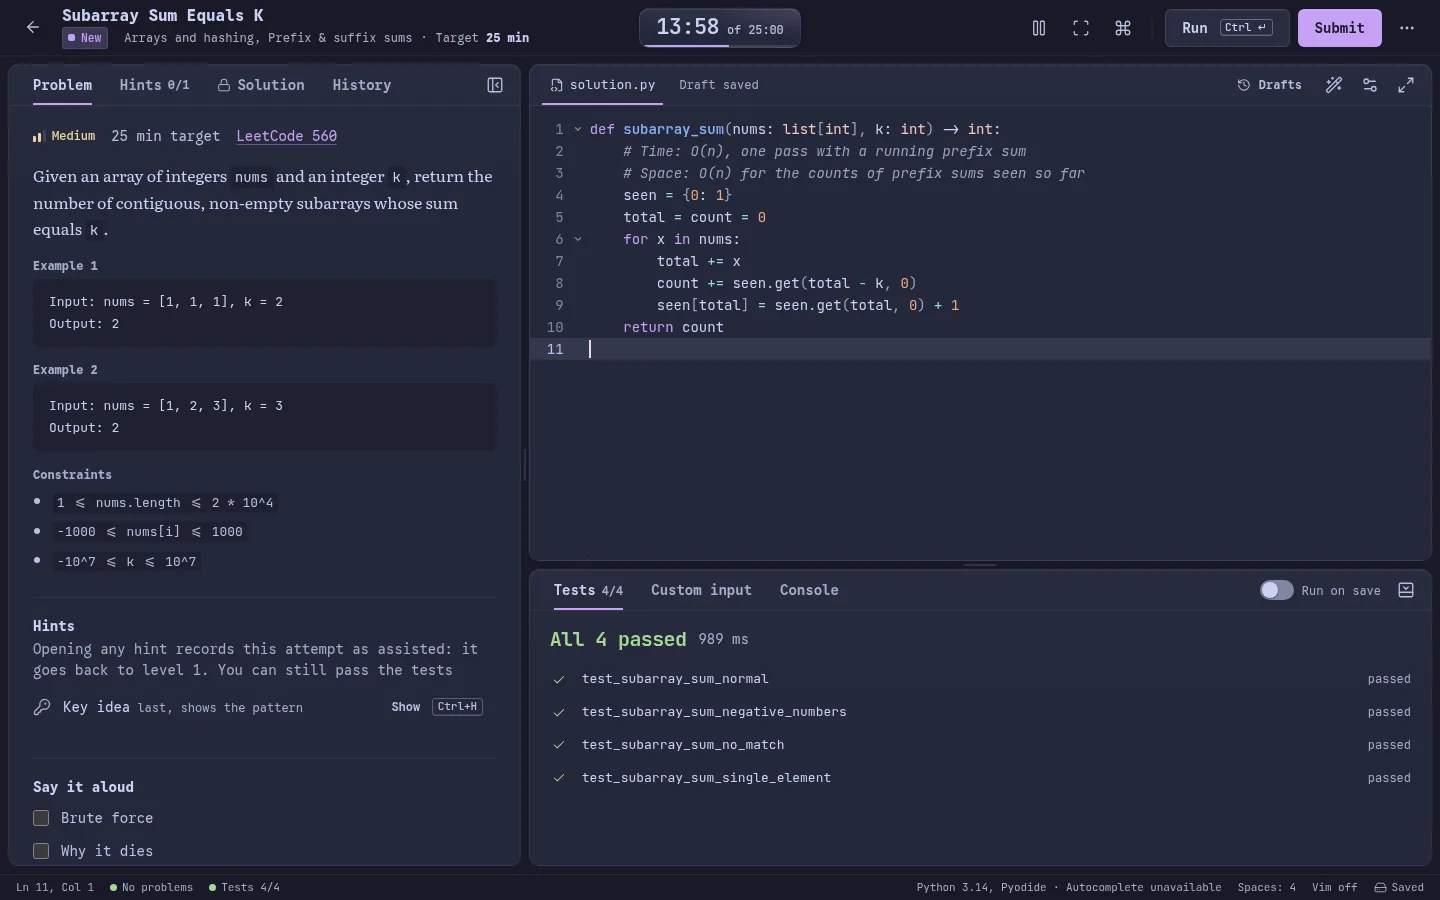 Subarray Sum Equals K
New Arrays and hashing, Prefix & suffix sums · Target 25 min
13:58 of 25:00
Run Ctrl ↵
Submit
Problem Hints 0/1 Solution History
Medium 25 min target LeetCode 560
Given an array of integers nums and an integer k, return the
number of contiguous, non-empty subarrays whose sum
equals k.
Example 1
Input: nums = [1, 1, 1], k = 2
Output: 2
Example 2
Input: nums = [1, 2, 3], k = 3
Output: 2
Constraints
1 ≤ nums.length ≤ 2 * 10^4
-1000 ≤ nums[i] ≤ 1000
-10^7 ≤ k ≤ 10^7
Hints
Opening any hint records this attempt as assisted: it
goes back to level 1. You can still pass the tests
Key idea last, shows the pattern Show Ctrl+H
Say it aloud
Brute force
Why it dies
solution.py Draft saved Drafts
1 def subarray_sum(nums: list[int], k: int) -> int:
2 # Time: O(n), one pass with a running prefix sum
3 # Space: O(n) for the counts of prefix sums seen so far
4 seen = {0: 1}
5 total = count = 0
6 for x in nums:
7 total += x
8 count += seen.get(total - k, 0)
9 seen[total] = seen.get(total, 0) + 1
10 return count
11
Tests 4/4 Custom input Console Run on save
All 4 passed 989 ms
test_subarray_sum_normal passed
test_subarray_sum_negative_numbers passed
test_subarray_sum_no_match passed
test_subarray_sum_single_element passed
Ln 11, Col 1 No problems Tests 4/4 Python 3.14, Pyodide · Autocomplete unavailable Spaces: 4 Vim off Saved